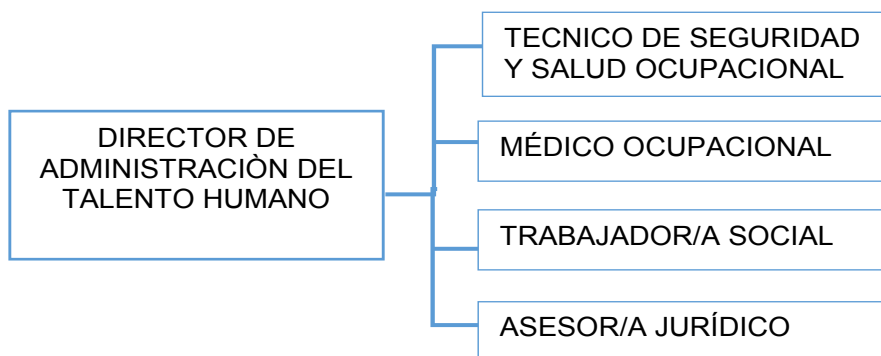 TECNICO DE SEGURIDAD
Y SALUD OCUPACIONAL
DIRECTOR DE
ADMINISTRACIÒN DEL
TALENTO HUMANO
MÉDICO OCUPACIONAL
TRABAJADOR/A SOCIAL
ASESOR/A JURÍDICO